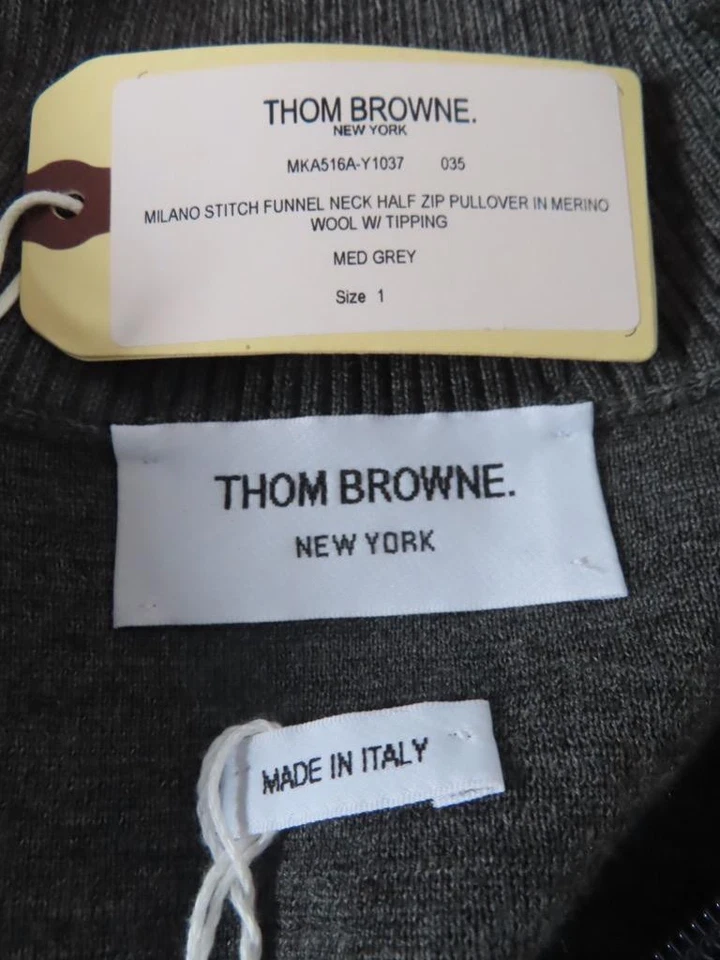 THOM BROWNE.
NEW YORK
MKA516A-Y1037 035
MILANO STITCH FUNNEL NECK HALF ZIP PULLOVER IN MERINO
WOOL W/ TIPPING
MED GREY
Size 1
THOM BROWNE.
NEW YORK
MADE IN ITALY